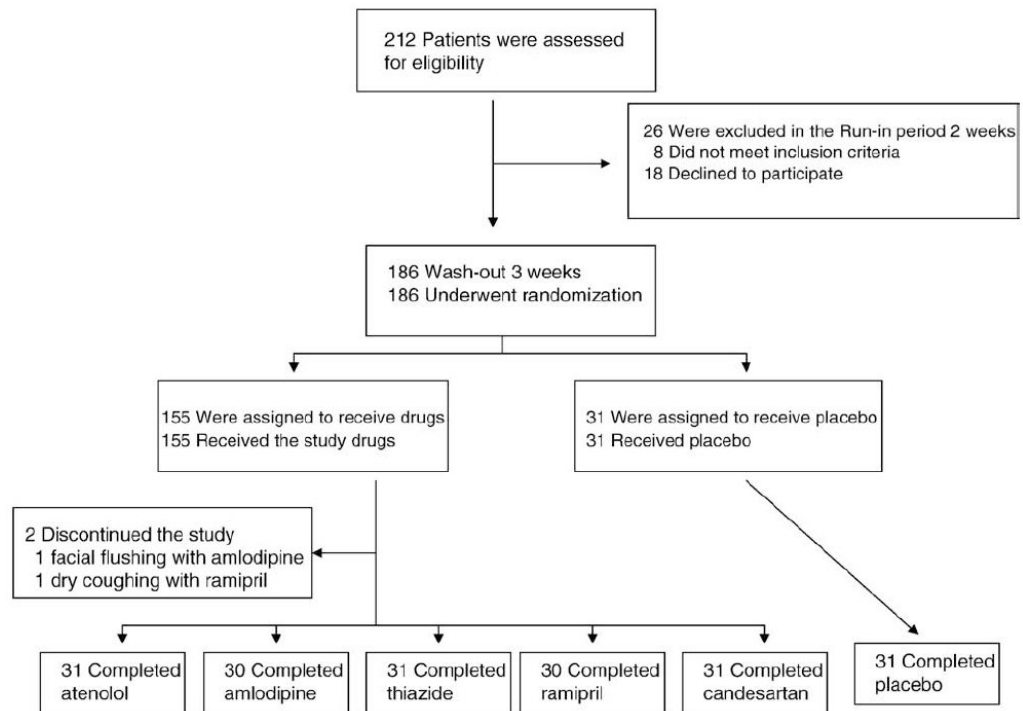 212 Patients were assessed
for eligibility
26 Were excluded in the Run-in period 2 weeks
8 Did not meet inclusion criteria
18 Declined to participate
186 Wash-out 3 weeks
186 Underwent randomization
155 Were assigned to receive drugs
155 Received the study drugs
31 Were assigned to receive placebo
31 Received placebo
2 Discontinued the study
1 facial flushing with amlodipine
1 dry coughing with ramipril
31 Completed
atenolol
30 Completed
amlodipine
31 Completed
thiazide
30 Completed
ramipril
31 Completed
candesartan
31 Completed
placebo